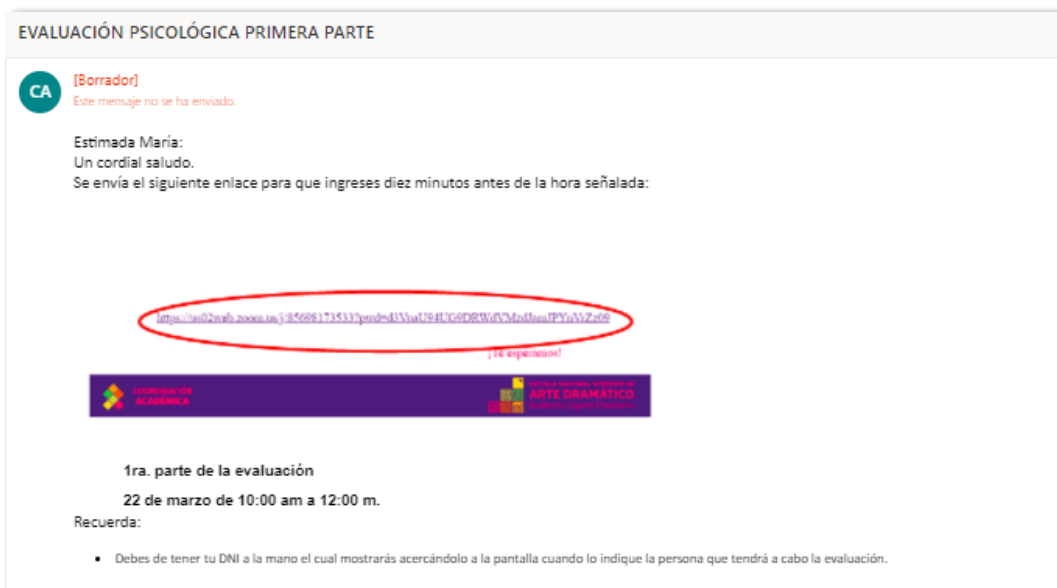 EVALUACIÓN PSICOLÓGICA PRIMERA PARTE
CA
[Borrador]
Este mensaje no se ha enviado.
Estimada María:
Un cordial saludo.
Se envía el siguiente enlace para que ingreses diez minutos antes de la hora señalada:
¡Te esperamos!
COORDINACIÓN
ACADÉMICA
ESCUELA NACIONAL SUPERIOR DE
ARTE DRAMÁTICO
1ra. parte de la evaluación
22 de marzo de 10:00 am a 12:00 m.
Recuerda:
• Debes de tener tu DNI a la mano el cual mostrarás acercándolo a la pantalla cuando lo indique la persona que tendrá a cabo la evaluación.